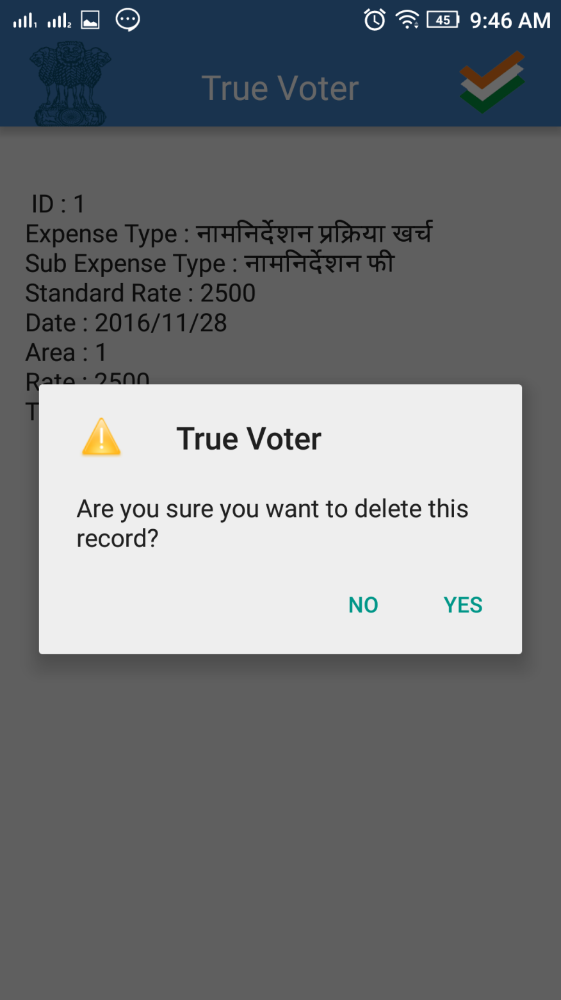 1 2 45 9:46 AM
True Voter
ID : 1
Expense Type : नामनिर्देशन प्रक्रिया खर्च
Sub Expense Type : नामनिर्देशन फी
Standard Rate : 2500
Date : 2016/11/28
Area : 1
Rate : 2500
True Voter
Are you sure you want to delete this
record?
NO YES